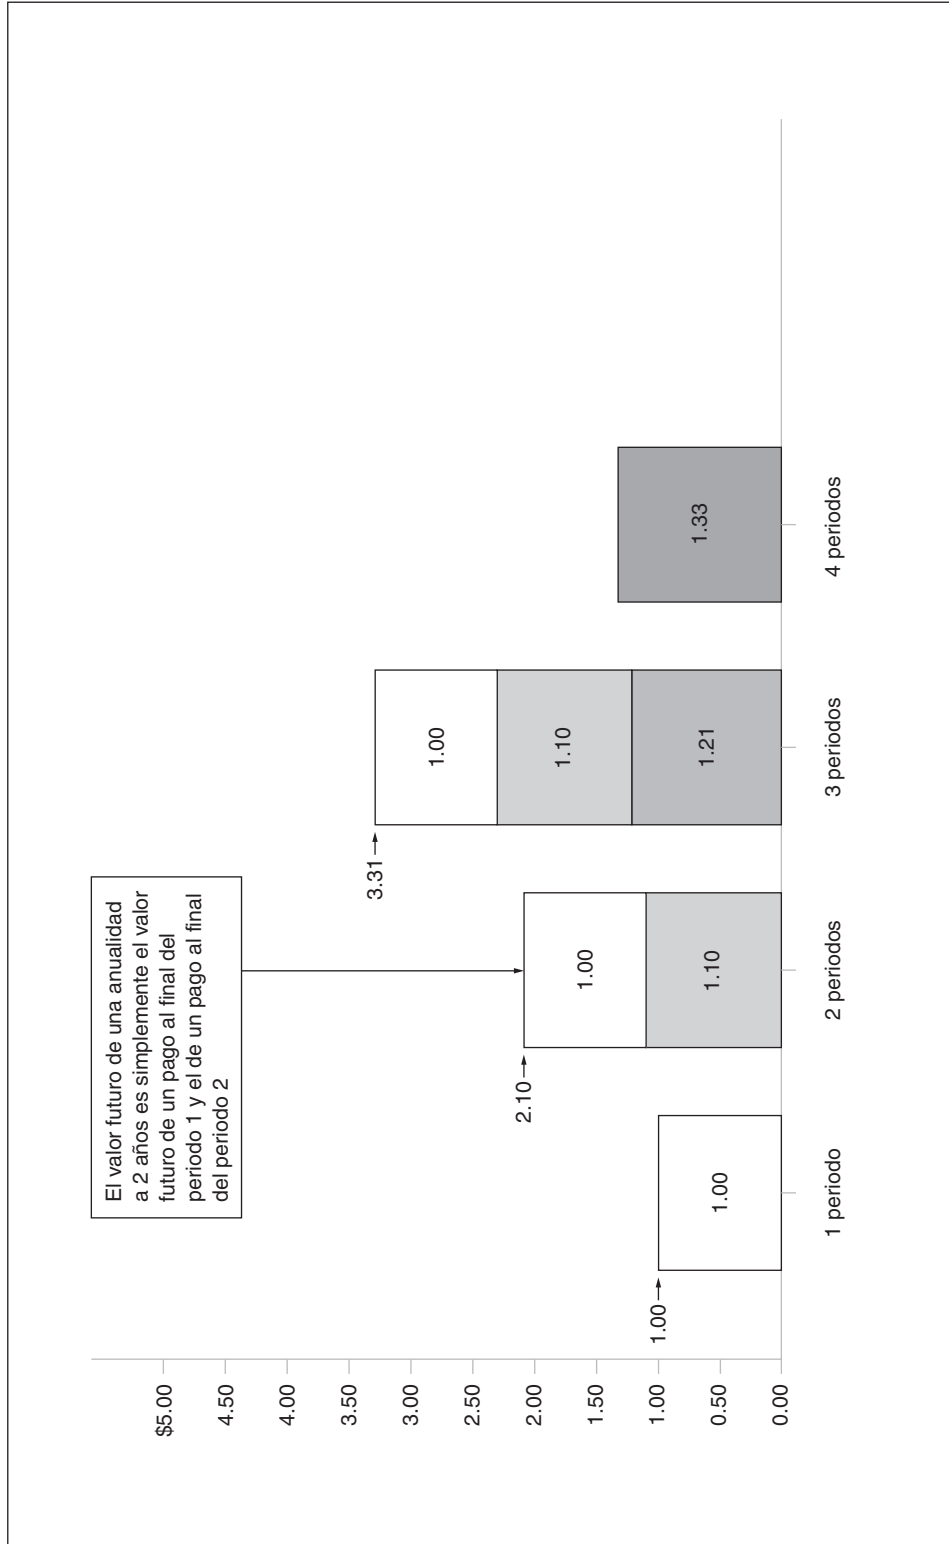 El valor futuro de una anualidad
a 2 años es simplemente el valor
futuro de un pago al final del
periodo 1 y el de un pago al final
del periodo 2
$5.00
4.50
4.00
3.50
3.00
2.50
2.00
1.50
1.00
0.50
0.00
1.00
1.00
2.10
1.00
1.10
3.31
1.00
1.10
1.21
1.33
1 periodo
2 periodos
3 periodos
4 periodos